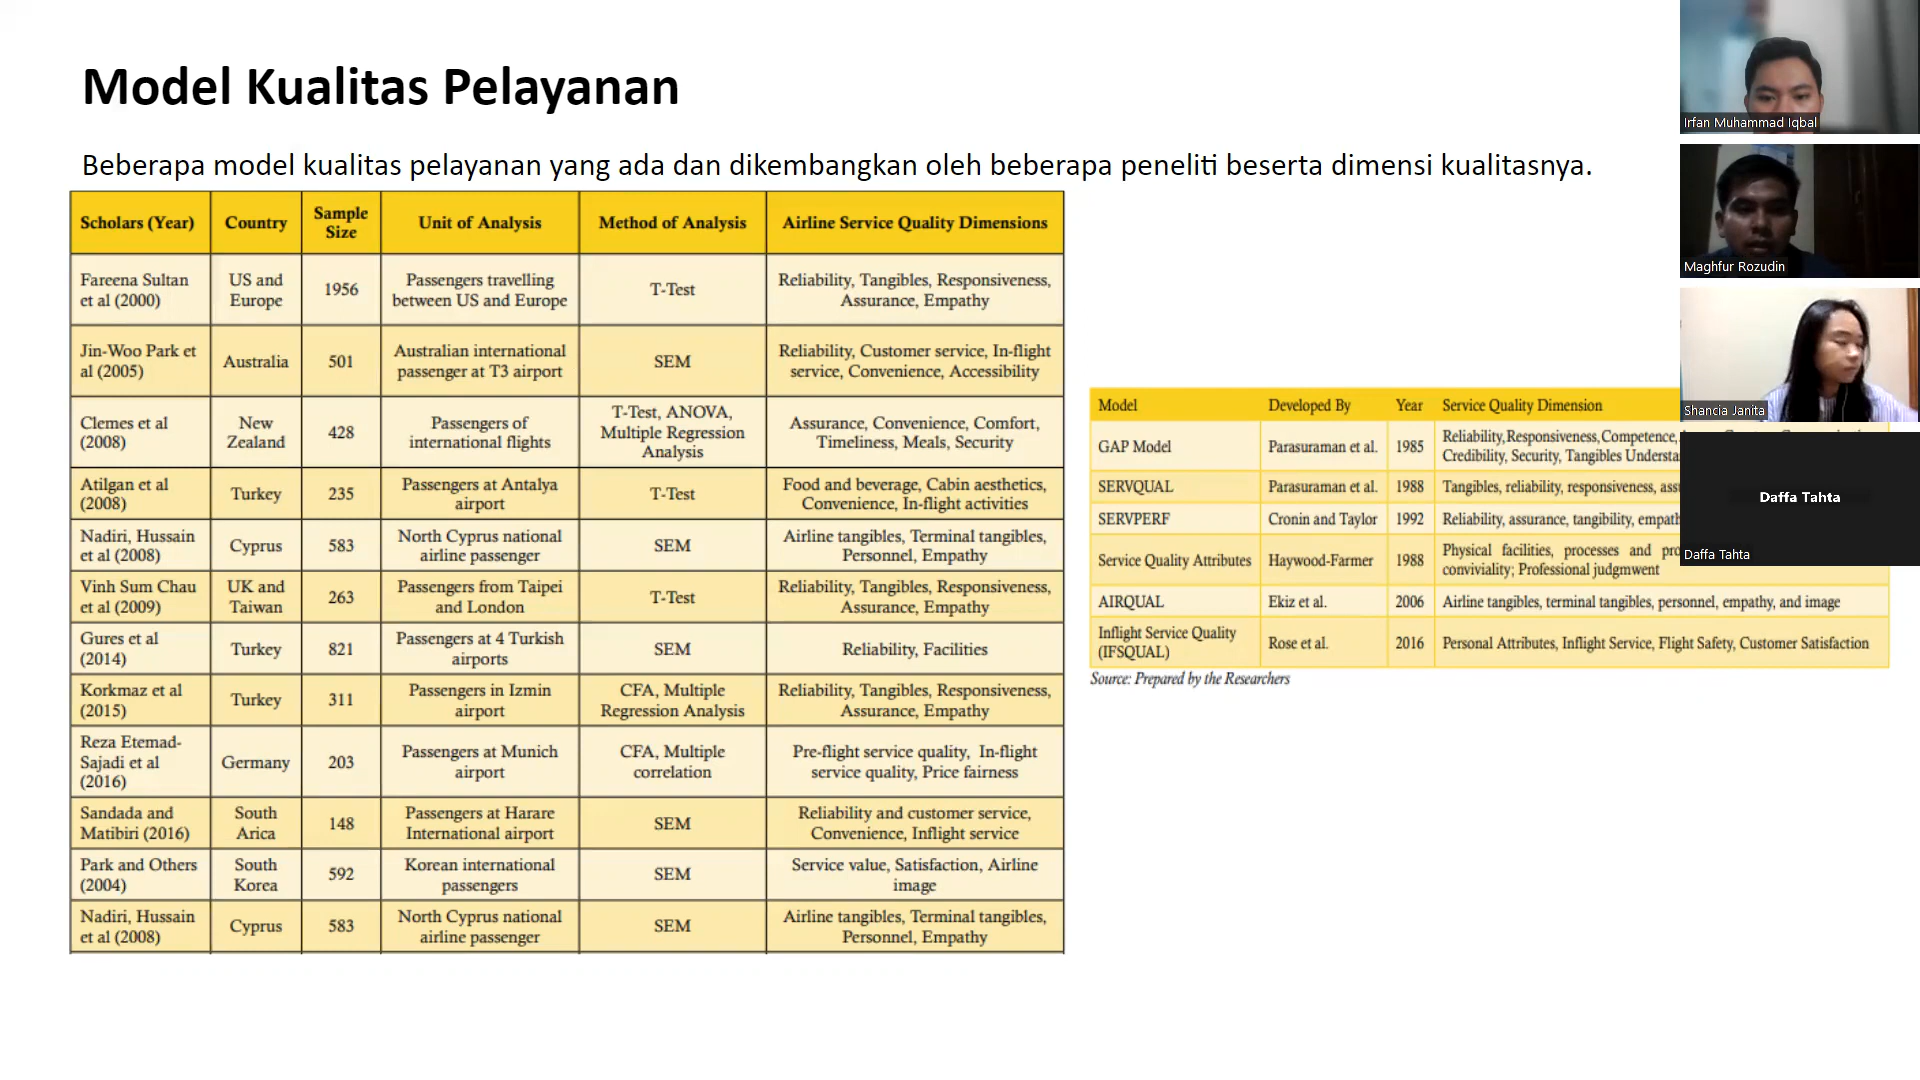 Model Kualitas Pelayanan
Beberapa model kualitas pelayanan yang ada dan dikembangkan oleh beberapa peneliti beserta dimensi kualitasnya.
Scholars (Year) Country Sample Size Unit of Analysis Method of Analysis Airline Service Quality Dimensions
Fareena Sultan et al (2000) US and Europe 1956 Passengers travelling between US and Europe T-Test Reliability, Tangibles, Responsiveness, Assurance, Empathy
Jin-Woo Park et al (2005) Australia 501 Australian international passenger at T3 airport SEM Reliability, Customer service, In-flight service, Convenience, Accessibility
Clemes et al (2008) New Zealand 428 Passengers of international flights T-Test, ANOVA, Multiple Regression Analysis Assurance, Convenience, Comfort, Timeliness, Meals, Security
Atilgan et al (2008) Turkey 235 Passengers at Antalya airport T-Test Food and beverage, Cabin aesthetics, Convenience, In-flight activities
Nadiri, Hussain et al (2008) Cyprus 583 North Cyprus national airline passenger SEM Airline tangibles, Terminal tangibles, Personnel, Empathy
Vinh Sum Chau et al (2009) UK and Taiwan 263 Passengers from Taipei and London T-Test Reliability, Tangibles, Responsiveness, Assurance, Empathy
Gures et al (2014) Turkey 821 Passengers at 4 Turkish airports SEM Reliability, Facilities
Korkmaz et al (2015) Turkey 311 Passengers in Izmin airport CFA, Multiple Regression Analysis Reliability, Tangibles, Responsiveness, Assurance, Empathy
Reza Etemad-Sajadi et al (2016) Germany 203 Passengers at Munich airport CFA, Multiple correlation Pre-flight service quality, In-flight service quality, Price fairness
Sandada and Matibiri (2016) South Arica 148 Passengers at Harare International airport SEM Reliability and customer service, Convenience, Inflight service
Park and Others (2004) South Korea 592 Korean international passengers SEM Service value, Satisfaction, Airline image
Nadiri, Hussain et al (2008) Cyprus 583 North Cyprus national airline passenger SEM Airline tangibles, Terminal tangibles, Personnel, Empathy
Model Developed By Year Service Quality Dimension
GAP Model Parasuraman et al. 1985 Reliability, Responsiveness, Competence, Credibility, Security, Tangibles
SERVQUAL Parasuraman et al. 1988 Tangibles, reliability, responsiveness,
SERVPERF Cronin and Taylor 1992 Reliability, assurance, tangibility,
Service Quality Attributes Haywood-Farmer 1988 Physical facilities, processes and conviviality; Professional judgmwent
AIRQUAL Ekiz et al. 2006 Airline tangibles, terminal tangibles, personnel, empathy, and image
Inflight Service Quality (IFSQUAL) Rose et al. 2016 Personal Attributes, Inflight Service, Flight Safety, Customer Satisfaction
Source: Prepared by the Researchers
Irfan Muhammad Iqbal
Maghfur Rozudin
Shancia Janita
Daffa Tahta
Daffa Tahta